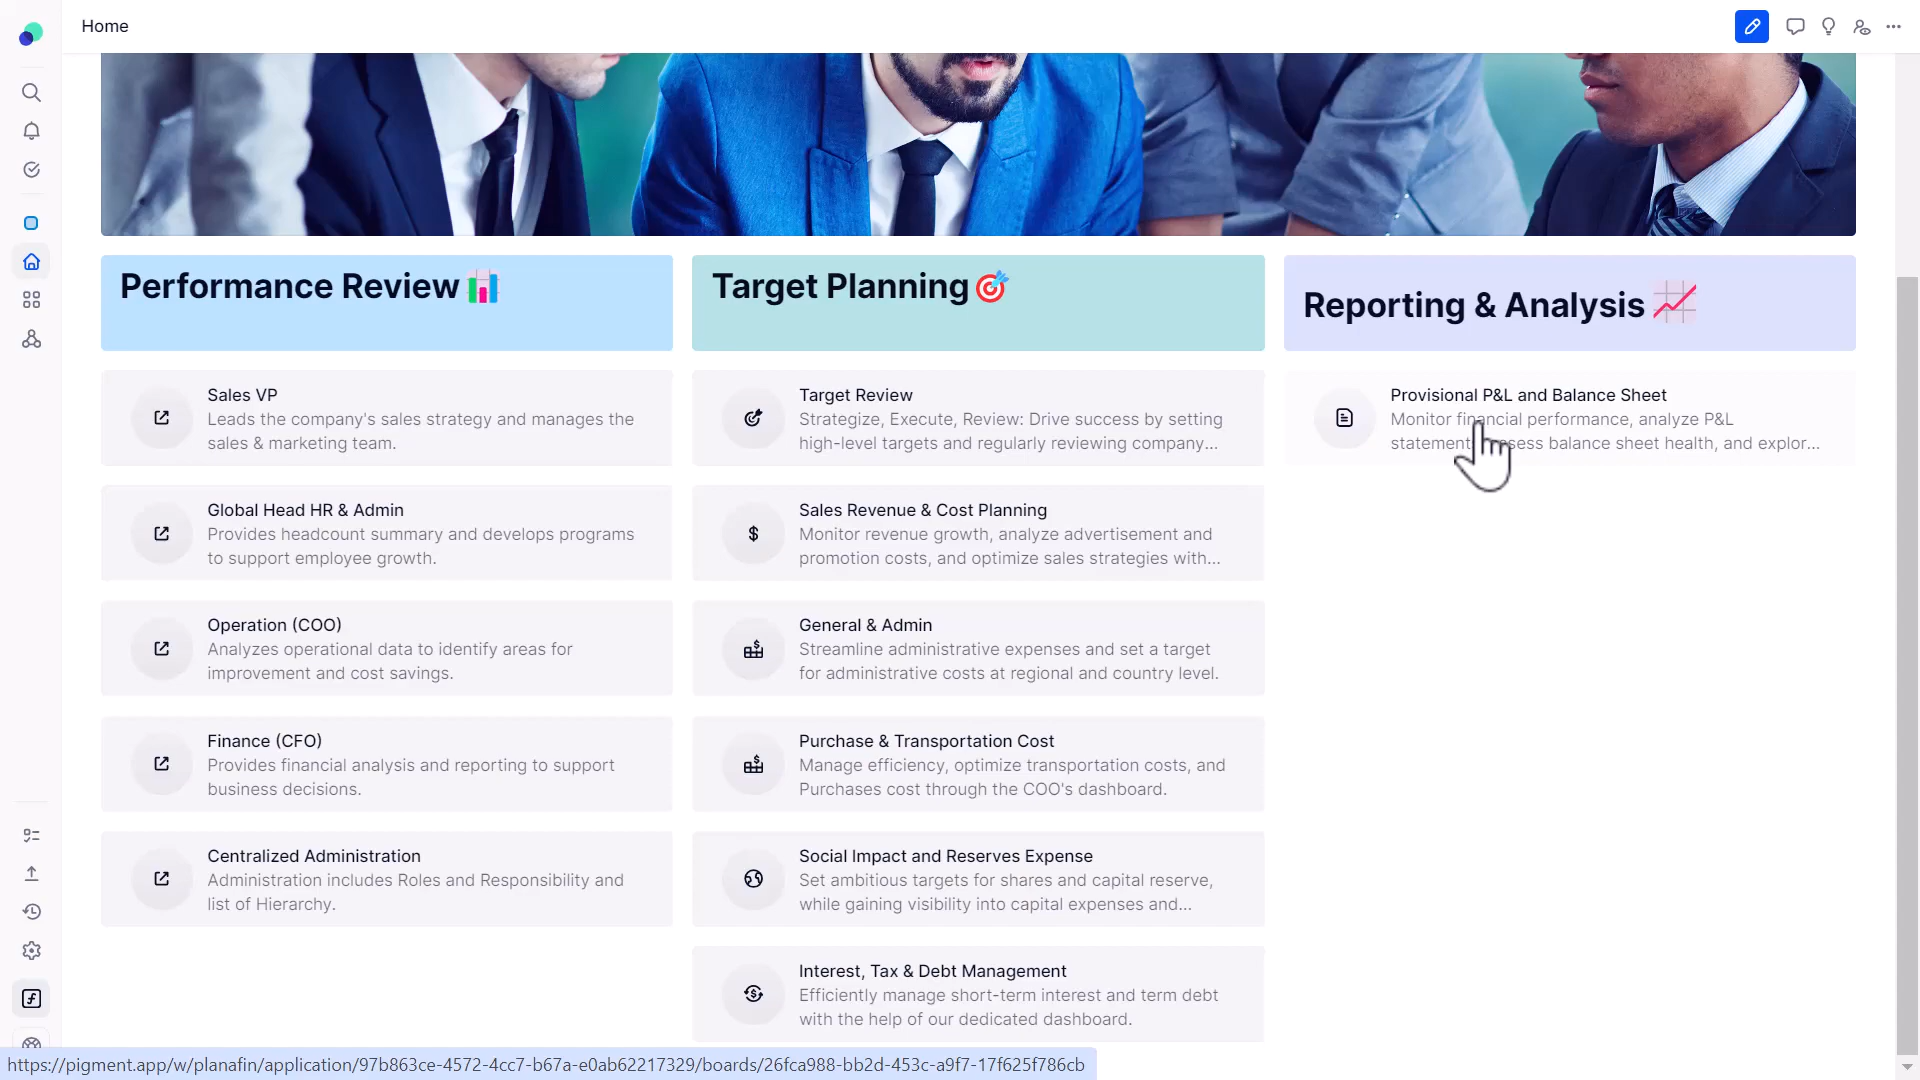 Home
Performance Review
Sales VP
Leads the company's sales strategy and manages the
sales & marketing team.
Global Head HR & Admin
Provides headcount summary and develops programs
to support employee growth.
Operation (COO)
Analyzes operational data to identify areas for
improvement and cost savings.
Finance (CFO)
Provides financial analysis and reporting to support
business decisions.
Centralized Administration
Administration includes Roles and Responsibility and
list of Hierarchy.
Target Planning
Target Review
Strategize, Execute, Review: Drive success by setting
high-level targets and regularly reviewing company...
Sales Revenue & Cost Planning
Monitor revenue growth, analyze advertisement and
promotion costs, and optimize sales strategies with...
General & Admin
Streamline administrative expenses and set a target
for administrative costs at regional and country level.
Purchase & Transportation Cost
Manage efficiency, optimize transportation costs, and
Purchases cost through the COO's dashboard.
Social Impact and Reserves Expense
Set ambitious targets for shares and capital reserve,
while gaining visibility into capital expenses and...
Interest, Tax & Debt Management
Efficiently manage short-term interest and term debt
with the help of our dedicated dashboard.
Reporting & Analysis
Provisional P&L and Balance Sheet
Monitor financial performance, analyze P&L
balance sheet health, and explor...
https://pigment.app/w/planafin/application/97b863ce-4572-4cc7-b67a-e0ab62217329/boards/26fca988-bb2d-453c-a9f7-17f625f786cb